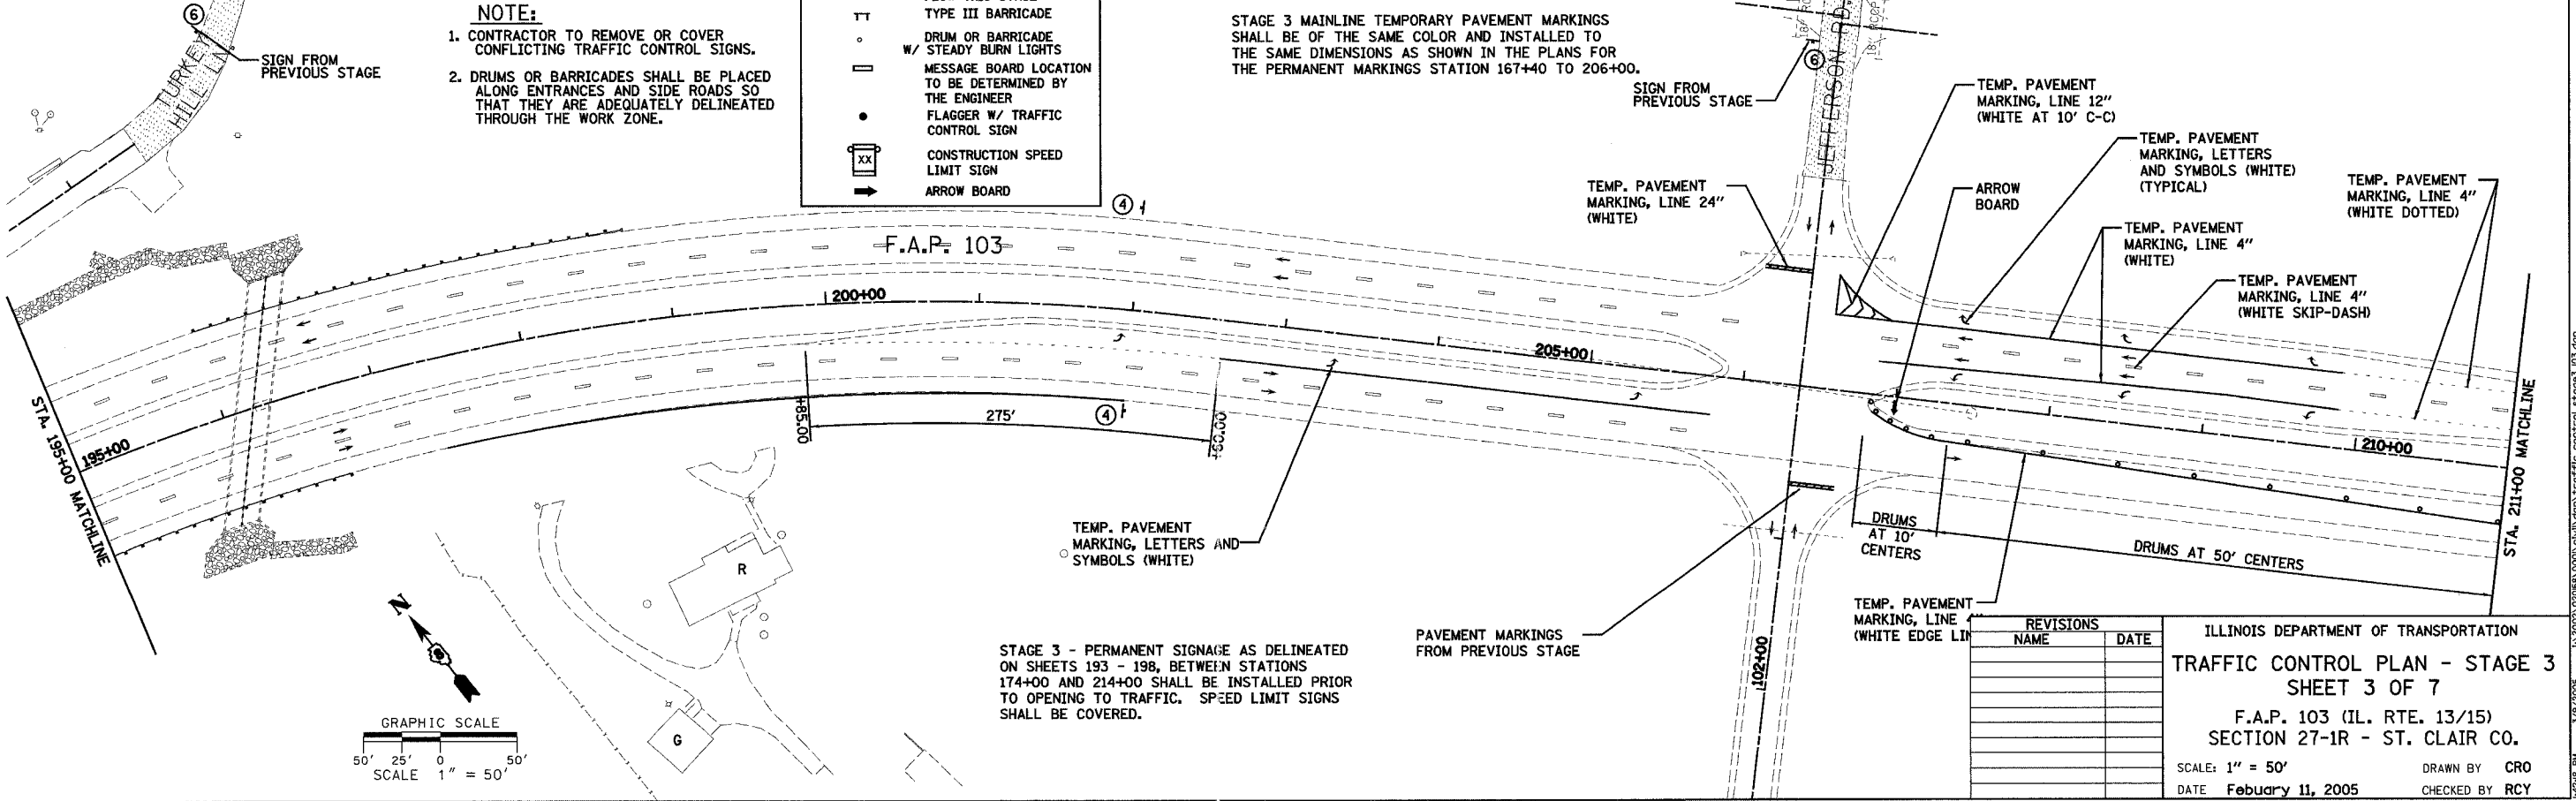 6
SIGN FROM
PREVIOUS STAGE
TURKEY
HILL LN
NOTE:
1. CONTRACTOR TO REMOVE OR COVER
CONFLICTING TRAFFIC CONTROL SIGNS.
2. DRUMS OR BARRICADES SHALL BE PLACED
ALONG ENTRANCES AND SIDE ROADS SO
THAT THEY ARE ADEQUATELY DELINEATED
THROUGH THE WORK ZONE.
TYPE III BARRICADE
DRUM OR BARRICADE
W/ STEADY BURN LIGHTS
MESSAGE BOARD LOCATION
TO BE DETERMINED BY
THE ENGINEER
FLAGGER W/ TRAFFIC
CONTROL SIGN
XX
CONSTRUCTION SPEED
LIMIT SIGN
ARROW BOARD
STAGE 3 MAINLINE TEMPORARY PAVEMENT MARKINGS
SHALL BE OF THE SAME COLOR AND INSTALLED TO
THE SAME DIMENSIONS AS SHOWN IN THE PLANS FOR
THE PERMANENT MARKINGS STATION 167+40 TO 206+00.
SIGN FROM
PREVIOUS STAGE
6
JEFFERSON RD.
TEMP. PAVEMENT
MARKING, LINE 12"
(WHITE AT 10' C-C)
TEMP. PAVEMENT
MARKING, LETTERS
AND SYMBOLS (WHITE)
(TYPICAL)
TEMP. PAVEMENT
MARKING, LINE 4"
(WHITE DOTTED)
TEMP. PAVEMENT
MARKING, LINE 24"
(WHITE)
ARROW
BOARD
TEMP. PAVEMENT
MARKING, LINE 4"
(WHITE)
TEMP. PAVEMENT
MARKING, LINE 4"
(WHITE SKIP-DASH)
4
F.A.P. 103
200+00
205+00
STA. 195+00 MATCHLINE
195+00
+85.00
275'
4
210+00
STA. 211+00 MATCHLINE
DRUMS
AT 10'
CENTERS
DRUMS AT 50' CENTERS
TEMP. PAVEMENT
MARKING, LETTERS AND
SYMBOLS (WHITE)
R
G
N
GRAPHIC SCALE
50' 25' 0 50'
SCALE 1" = 50'
STAGE 3 - PERMANENT SIGNAGE AS DELINEATED
ON SHEETS 193 - 198, BETWEEN STATIONS
174+00 AND 214+00 SHALL BE INSTALLED PRIOR
TO OPENING TO TRAFFIC. SPEED LIMIT SIGNS
SHALL BE COVERED.
PAVEMENT MARKINGS
FROM PREVIOUS STAGE
102+00
TEMP. PAVEMENT
MARKING, LINE
(WHITE EDGE
REVISIONS
NAME DATE
ILLINOIS DEPARTMENT OF TRANSPORTATION
TRAFFIC CONTROL PLAN - STAGE 3
SHEET 3 OF 7
F.A.P. 103 (IL. RTE. 13/15)
SECTION 27-1R - ST. CLAIR CO.
SCALE: 1" = 50'
DRAWN BY CRO
DATE Febuary 11, 2005
CHECKED BY RCY